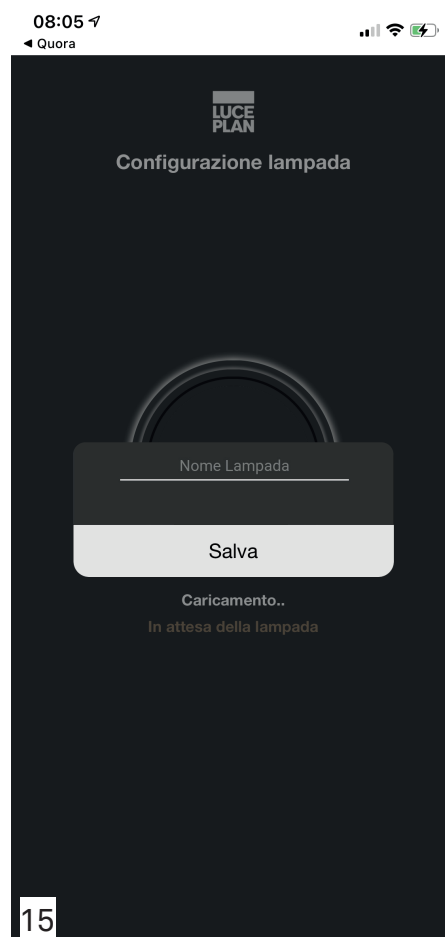 08:05
◀ Quora
LUCE
PLAN
Configurazione lampada
Nome Lampada
Salva
Caricamento..
In attesa della lampada
15